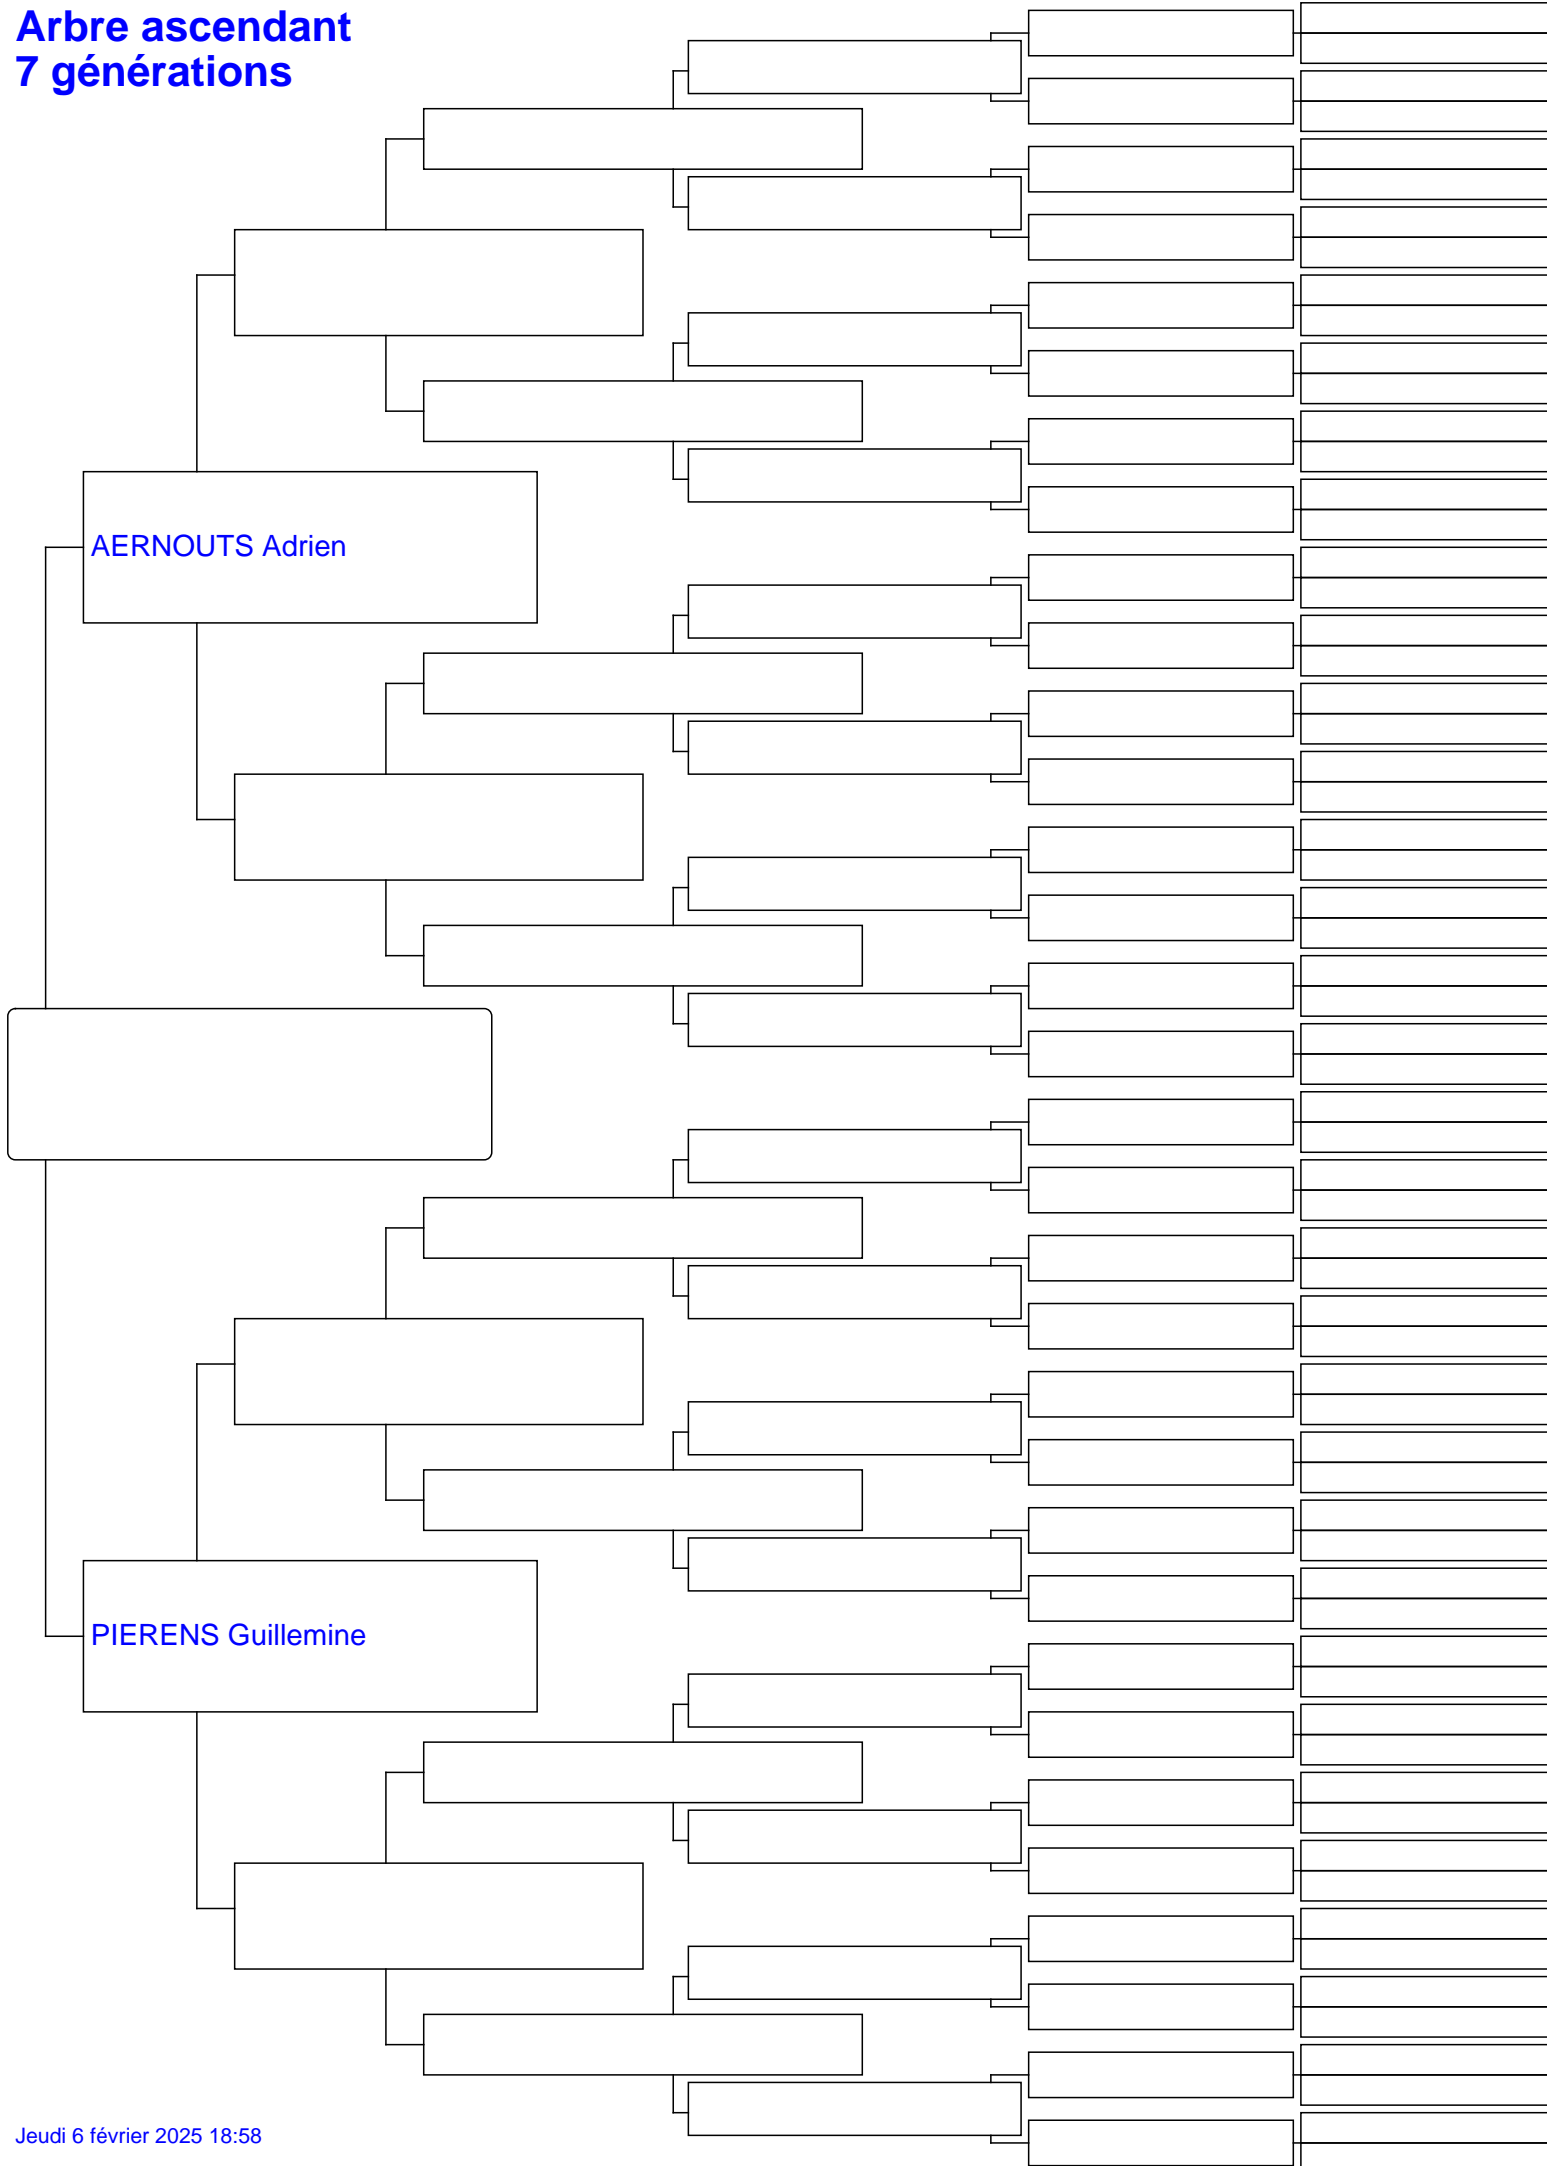 Arbre ascendant
7 générations
AERNOUTS Adrien
PIERENS Guillemine
Jeudi 6 février 2025 18:58